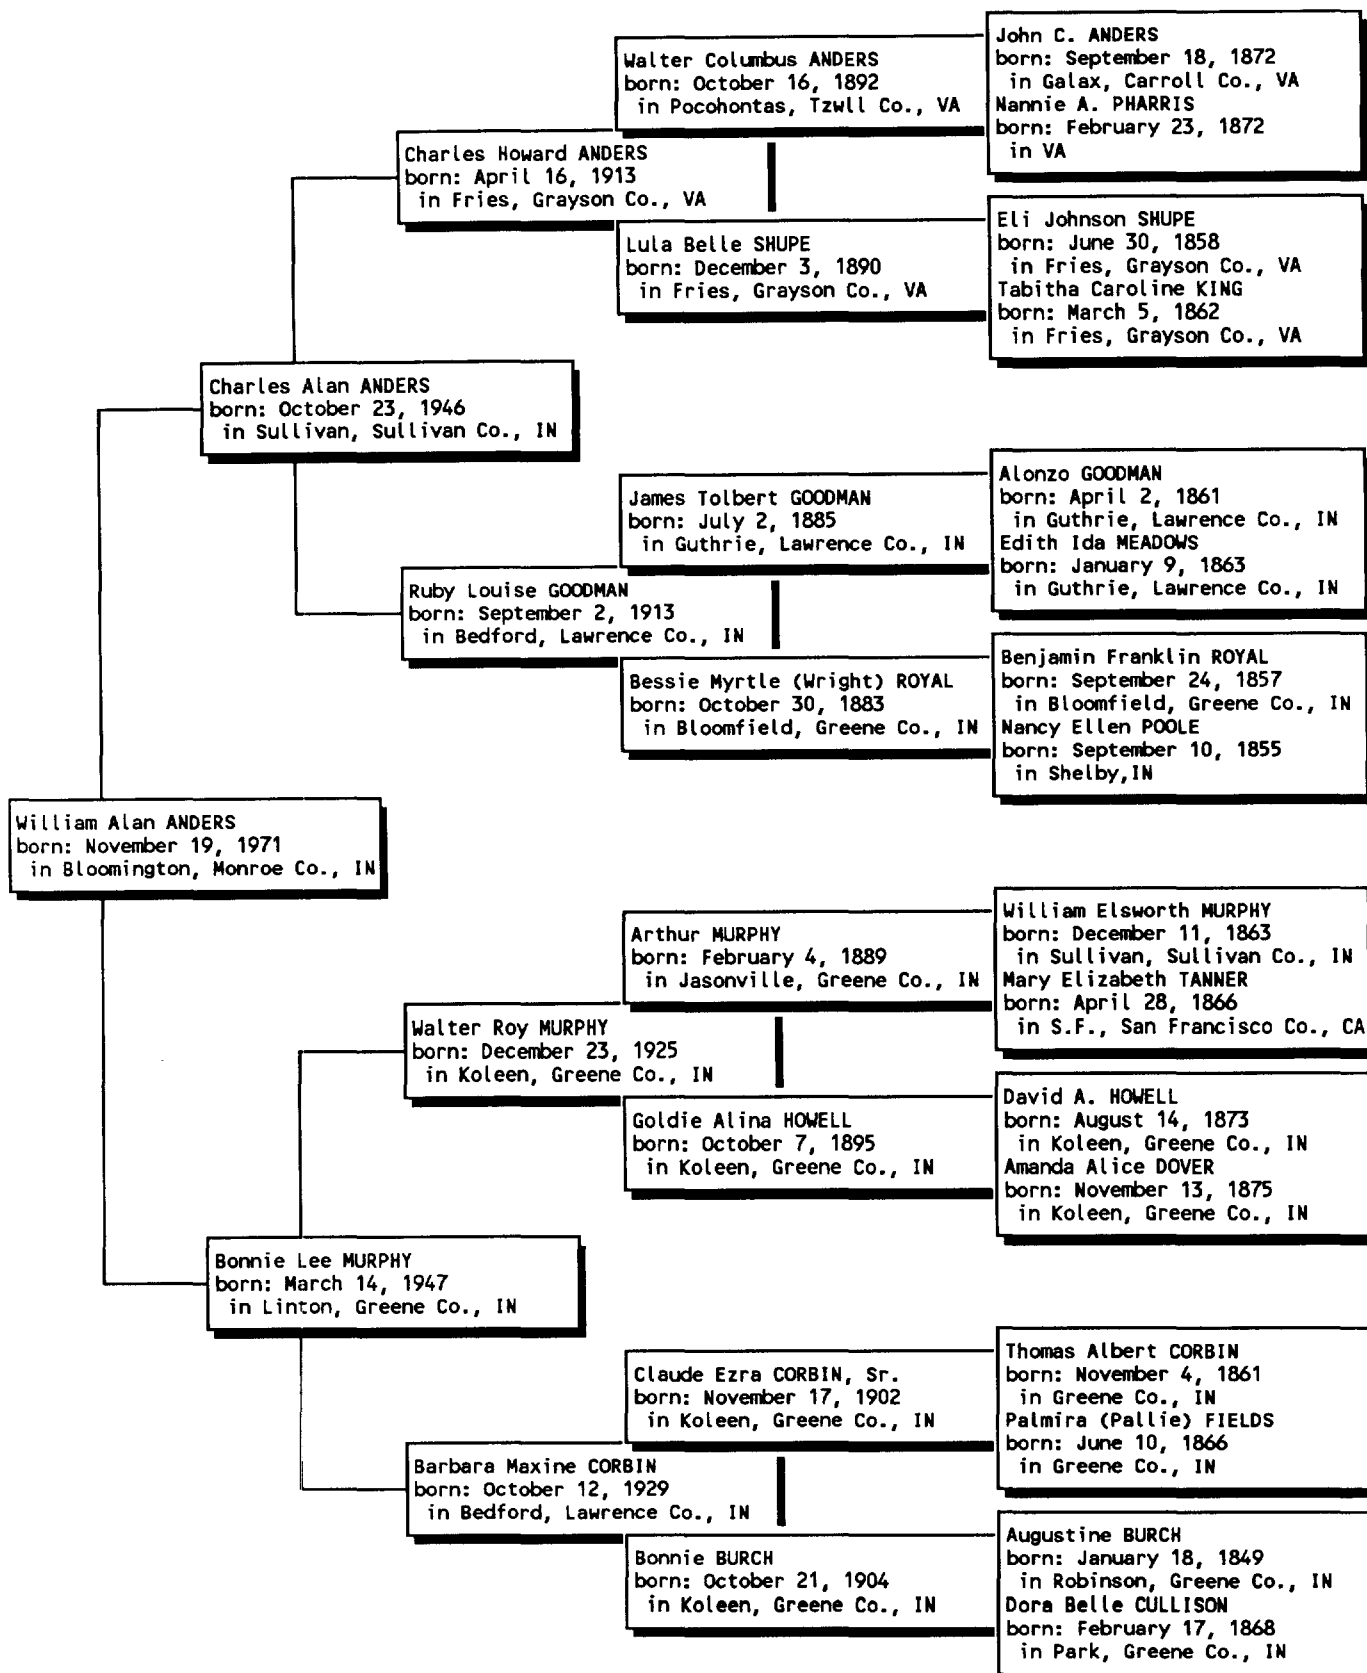 John C. ANDERS
born: September 18, 1872
in Galax, Carroll Co., VA
Nannie A. PHARRIS
born: February 23, 1872
in VA
Walter Columbus ANDERS
born: October 16, 1892
in Pocohontas, Tzwll Co., VA
Charles Howard ANDERS
born: April 16, 1913
in Fries, Grayson Co., VA
Lula Belle SHUPE
born: December 3, 1890
in Fries, Grayson Co., VA
Eli Johnson SHUPE
born: June 30, 1858
in Fries, Grayson Co., VA
Tabitha Caroline KING
born: March 5, 1862
in Fries, Grayson Co., VA
Charles Alan ANDERS
born: October 23, 1946
in Sullivan, Sullivan Co., IN
James Tolbert GOODMAN
born: July 2, 1885
in Guthrie, Lawrence Co., IN
Alonzo GOODMAN
born: April 2, 1861
in Guthrie, Lawrence Co., IN
Edith Ida MEADOWS
born: January 9, 1863
in Guthrie, Lawrence Co., IN
Ruby Louise GOODMAN
born: September 2, 1913
in Bedford, Lawrence Co., IN
Bessie Myrtle (Wright) ROYAL
born: October 30, 1883
in Bloomfield, Greene Co., IN
Benjamin Franklin ROYAL
born: September 24, 1857
in Bloomfield, Greene Co., IN
Nancy Ellen POOLE
born: September 10, 1855
in Shelby,IN
William Alan ANDERS
born: November 19, 1971
in Bloomington, Monroe Co., IN
Arthur MURPHY
born: February 4, 1889
in Jasonville, Greene Co., IN
William Elsworth MURPHY
born: December 11, 1863
in Sullivan, Sullivan Co., IN
Mary Elizabeth TANNER
born: April 28, 1866
in S.F., San Francisco Co., CA
Walter Roy MURPHY
born: December 23, 1925
in Koleen, Greene Co., IN
Goldie Alina HOWELL
born: October 7, 1895
in Koleen, Greene Co., IN
David A. HOWELL
born: August 14, 1873
in Koleen, Greene Co., IN
Amanda Alice DOVER
born: November 13, 1875
in Koleen, Greene Co., IN
Bonnie Lee MURPHY
born: March 14, 1947
in Linton, Greene Co., IN
Claude Ezra CORBIN, Sr.
born: November 17, 1902
in Koleen, Greene Co., IN
Thomas Albert CORBIN
born: November 4, 1861
in Greene Co., IN
Palmira (Pallie) FIELDS
born: June 10, 1866
in Greene Co., IN
Barbara Maxine CORBIN
born: October 12, 1929
in Bedford, Lawrence Co., IN
Bonnie BURCH
born: October 21, 1904
in Koleen, Greene Co., IN
Augustine BURCH
born: January 18, 1849
in Robinson, Greene Co., IN
Dora Belle CULLISON
born: February 17, 1868
in Park, Greene Co., IN